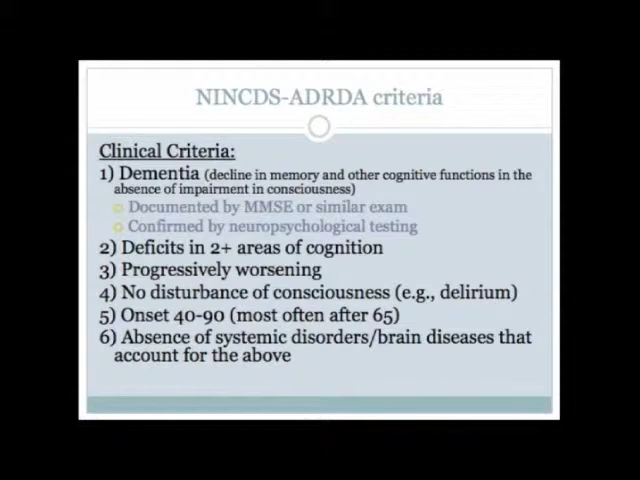 NINCDS-ADRDA criteria
Clinical Criteria:
1) Dementia (decline in memory and other cognitive functions in the
absence of impairment in consciousness)
Documented by MMSE or similar exam
Confirmed by neuropsychological testing
2) Deficits in 2+ areas of cognition
3) Progressively worsening
4) No disturbance of consciousness (e.g., delirium)
5) Onset 40-90 (most often after 65)
6) Absence of systemic disorders/brain diseases that
account for the above